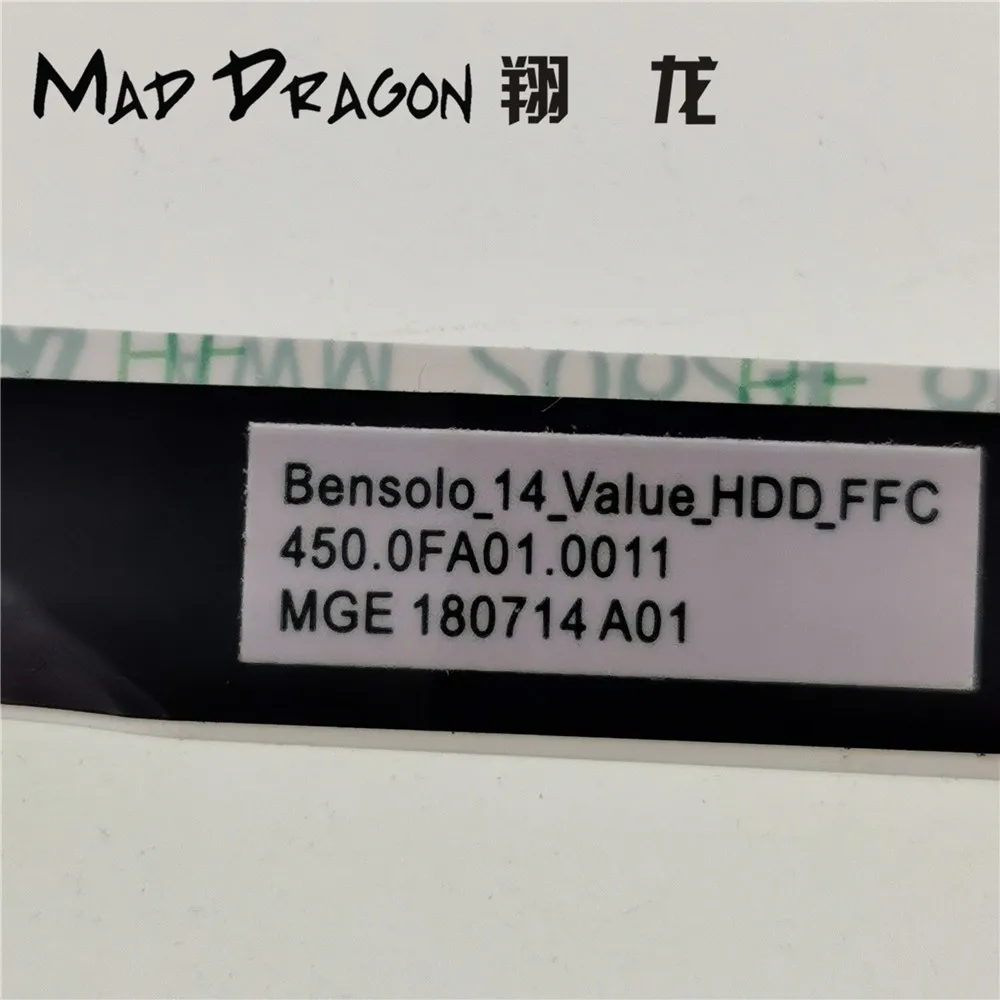 MAD DRAGON 翔 龙
Bensolo_14_Value_HDD_FFC
450.0FA01.0011
MGE 180714 A01